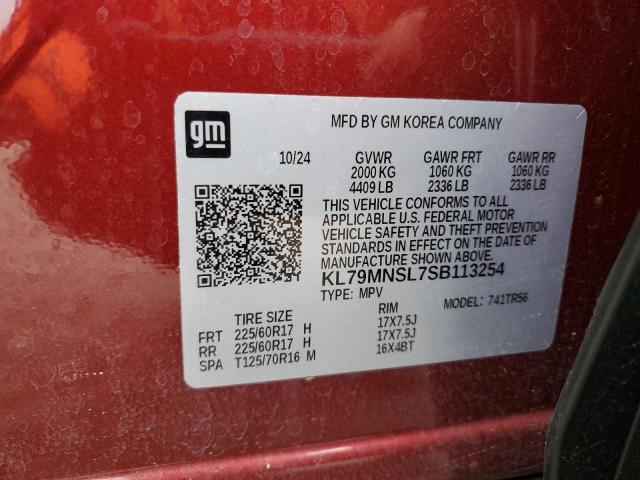 gm
MFD BY GM KOREA COMPANY
10/24 GVWR GAWR FRT GAWR RR
2000 KG 1060 KG 1060 KG
4409 LB 2336 LB 2336 LB
THIS VEHICLE CONFORMS TO ALL
APPLICABLE U.S. FEDERAL MOTOR
VEHICLE SAFETY AND THEFT PREVENTION
STANDARDS IN EFFECT ON THE DATE OF
MANUFACTURE SHOWN ABOVE.
KL79MNSL7SB113254
TYPE: MPV MODEL: 741TR56
TIRE SIZE RIM
FRT 225/60R17 H 17X7.5J
RR 225/60R17 H 17X7.5J
SPA T125/70R16 M 16X4BT